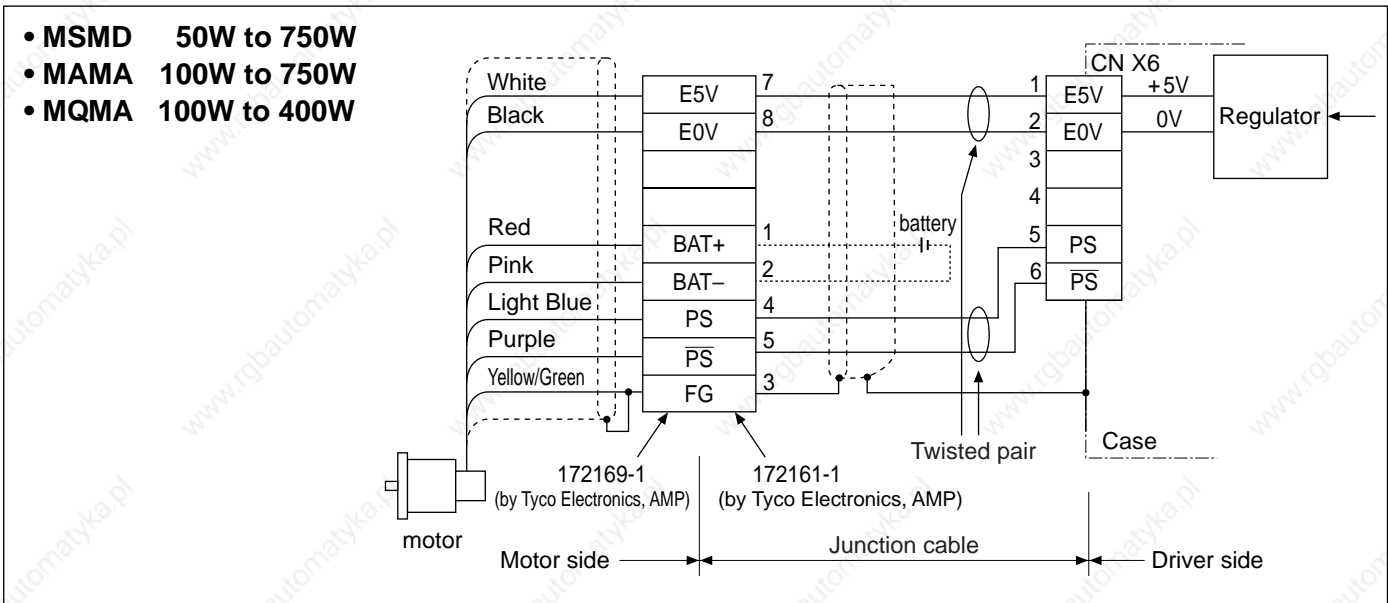 • MSMD 50W to 750W
• MAMA 100W to 750W
• MQMA 100W to 400W
White
Black
Red
Pink
Light Blue
Purple
Yellow/Green
E5V 7
E0V 8
BAT+ 1
BAT– 2
PS 4
P̅S̅ 5
FG 3
battery
CN X6
1 E5V +5V
2 E0V 0V
3
4
5 PS
6 P̅S̅
Regulator
Twisted pair
Case
172169-1
(by Tyco Electronics, AMP)
172161-1
(by Tyco Electronics, AMP)
motor
Motor side
Junction cable
Driver side
www.rgbautomatyka.pl